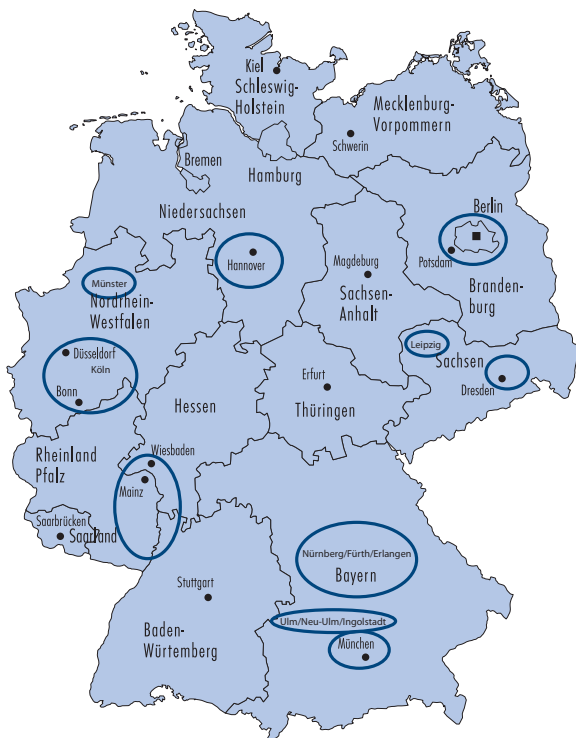 Kiel
Schleswig-
Holstein
Mecklenburg-
Vorpommern
Schwerin
Bremen
Hamburg
Niedersachsen
Berlin
Hannover
Potsdam
Magdeburg
Münster
Branden-
burg
Sachsen-
Anhalt
Nordrhein-
Westfalen
Leipzig
Düsseldorf
Köln
Sachsen
Bonn
Erfurt
Dresden
Hessen
Thüringen
Rheinland
Pfalz
Wiesbaden
Mainz
Saarbrücken
Saarland
Nürnberg/Fürth/Erlangen
Bayern
Stuttgart
Ulm/Neu-Ulm/Ingolstadt
Baden-
Würtemberg
München